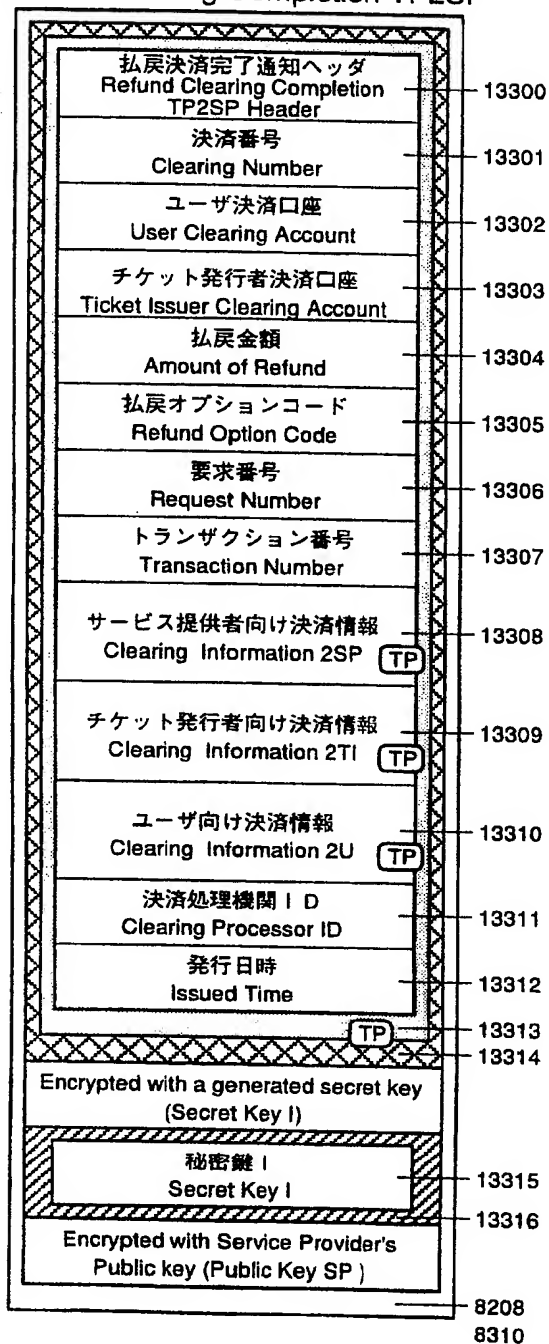 払戻決済完了通知ヘッダ
Refund Clearing Completion
TP2SP Header
13300
決済番号
Clearing Number
13301
ユーザ決済口座
User Clearing Account
13302
チケット発行者決済口座
Ticket Issuer Clearing Account
13303
払戻金額
Amount of Refund
13304
払戻オプションコード
Refund Option Code
13305
要求番号
Request Number
13306
トランザクション番号
Transaction Number
13307
サービス提供者向け決済情報
Clearing Information 2SP
TP
13308
チケット発行者向け決済情報
Clearing Information 2TI
TP
13309
ユーザ向け決済情報
Clearing Information 2U
TP
13310
決済処理機関ID
Clearing Processor ID
13311
発行日時
Issued Time
13312
TP
13313
13314
Encrypted with a generated secret key
(Secret Key I)
秘密鍵 I
Secret Key I
13315
13316
Encrypted with Service Provider's
Public key (Public Key SP )
8208
8310